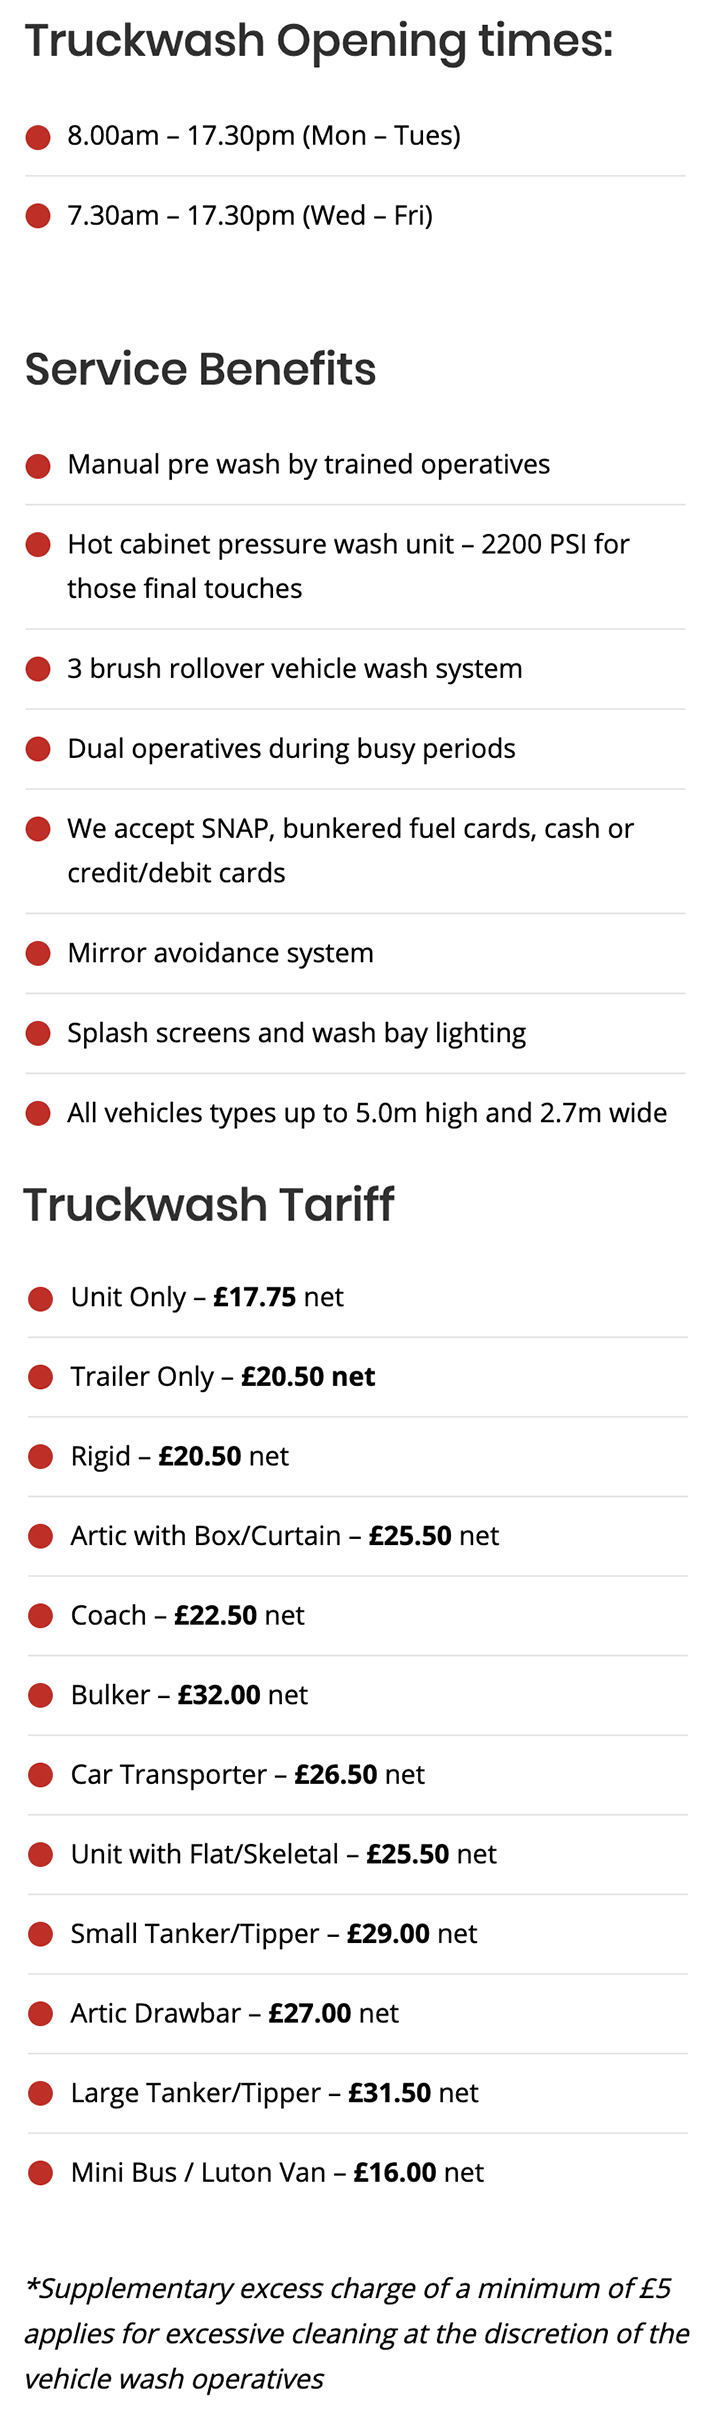 Truckwash Opening times:
8.00am – 17.30pm (Mon – Tues)
7.30am – 17.30pm (Wed – Fri)
Service Benefits
Manual pre wash by trained operatives
Hot cabinet pressure wash unit – 2200 PSI for
those final touches
3 brush rollover vehicle wash system
Dual operatives during busy periods
We accept SNAP, bunkered fuel cards, cash or
credit/debit cards
Mirror avoidance system
Splash screens and wash bay lighting
All vehicles types up to 5.0m high and 2.7m wide
Truckwash Tariff
Unit Only – £17.75 net
Trailer Only – £20.50 net
Rigid – £20.50 net
Artic with Box/Curtain – £25.50 net
Coach – £22.50 net
Bulker – £32.00 net
Car Transporter – £26.50 net
Unit with Flat/Skeletal – £25.50 net
Small Tanker/Tipper – £29.00 net
Artic Drawbar – £27.00 net
Large Tanker/Tipper – £31.50 net
Mini Bus / Luton Van – £16.00 net
*Supplementary excess charge of a minimum of £5
applies for excessive cleaning at the discretion of the
vehicle wash operatives